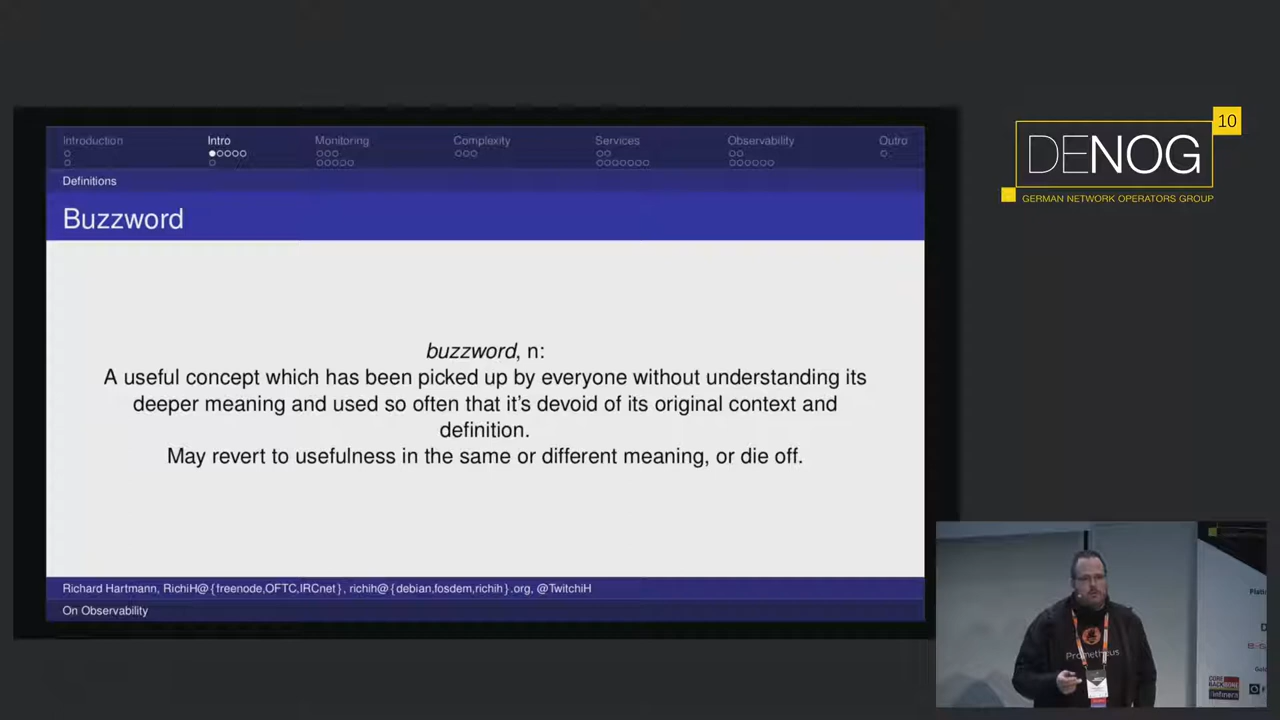 Introduction
Intro
Monitoring
Complexity
Services
Observability
Outro
Definitions
Buzzword
buzzword, n:
A useful concept which has been picked up by everyone without understanding its
deeper meaning and used so often that it's devoid of its original context and
definition.
May revert to usefulness in the same or different meaning, or die off.
Richard Hartmann, RichiH@{freenode,OFTC,IRCnet}, richih@{debian,fosdem,richih}.org, @TwitchiH
On Observability
10
DENOG
GERMAN NETWORK OPERATORS GROUP
Prometheus